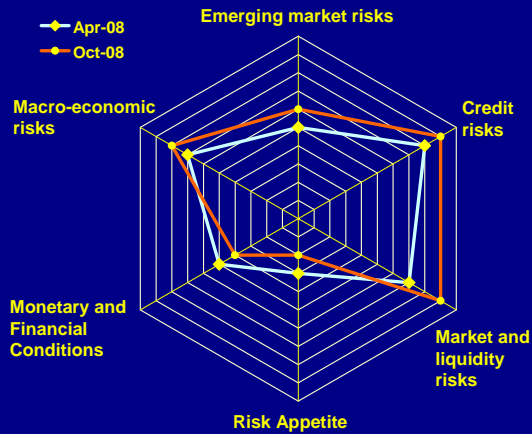 Apr-08
Oct-08
Emerging market risks
Macro-economic
risks
Credit
risks
Monetary and
Financial
Conditions
Market and
liquidity
risks
Risk Appetite